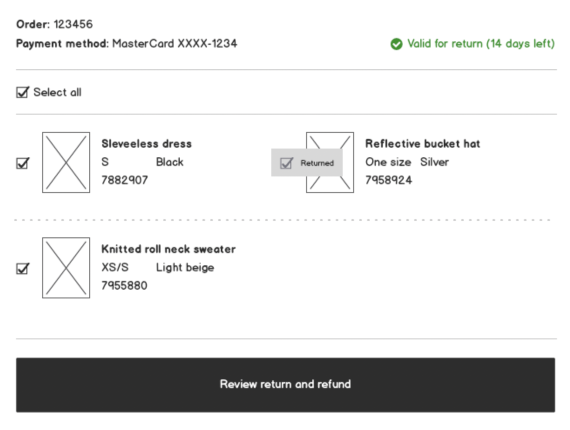 Order: 123456
Payment method: MasterCard XXXX-1234
Valid for return (14 days left)
Select all
Sleveeless dress
S Black
7882907
Returned
Reflective bucket hat
One size Silver
7958924
Knitted roll neck sweater
XS/S Light beige
7955880
Review return and refund